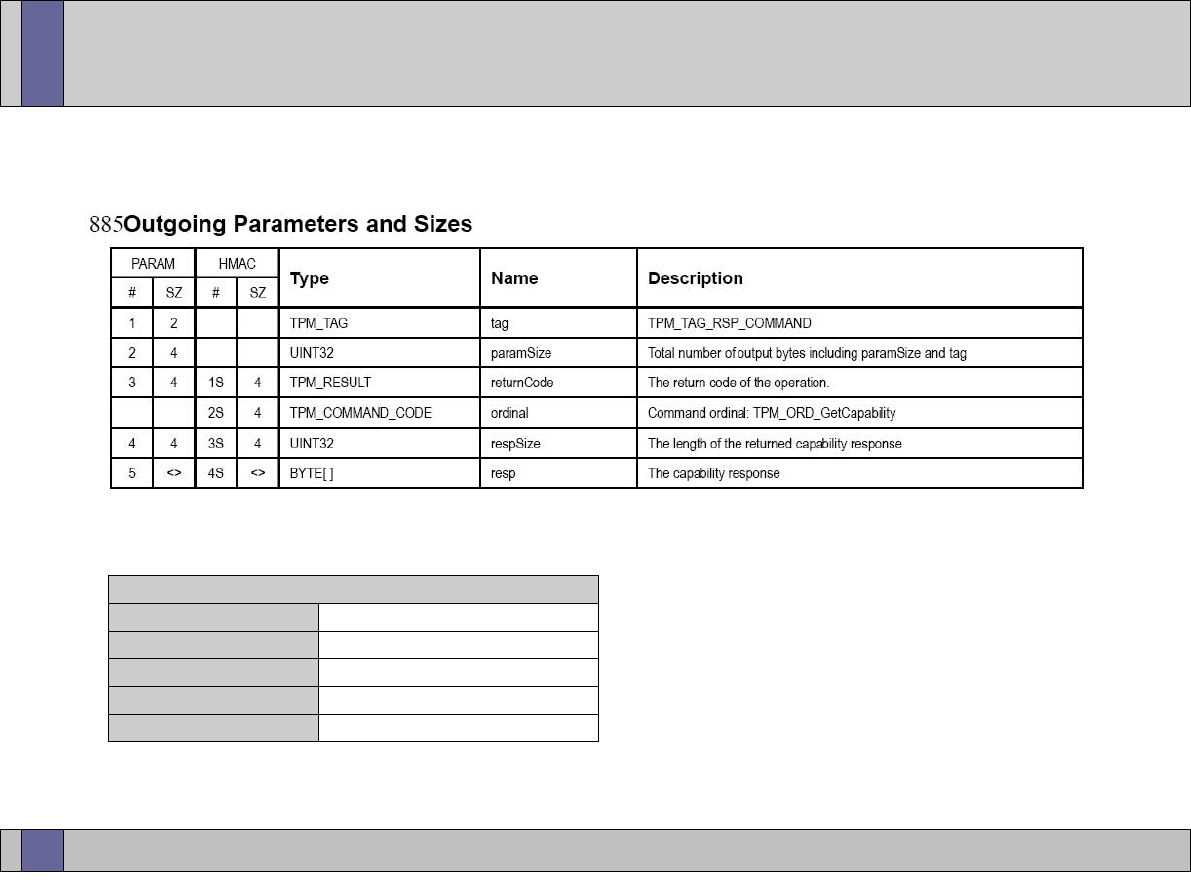 885Outgoing Parameters and Sizes
PARAM HMAC Type Name Description
# SZ # SZ
1 2 TPM_TAG tag TPM_TAG_RSP_COMMAND
2 4 UINT32 paramSize Total number of output bytes including paramSize and tag
3 4 1S 4 TPM_RESULT returnCode The return code of the operation.
2S 4 TPM_COMMAND_CODE ordinal Command ordinal: TPM_ORD_GetCapability
4 4 3S 4 UINT32 respSize The length of the returned capability response
5 <> 4S <> BYTE[ ] resp The capability response